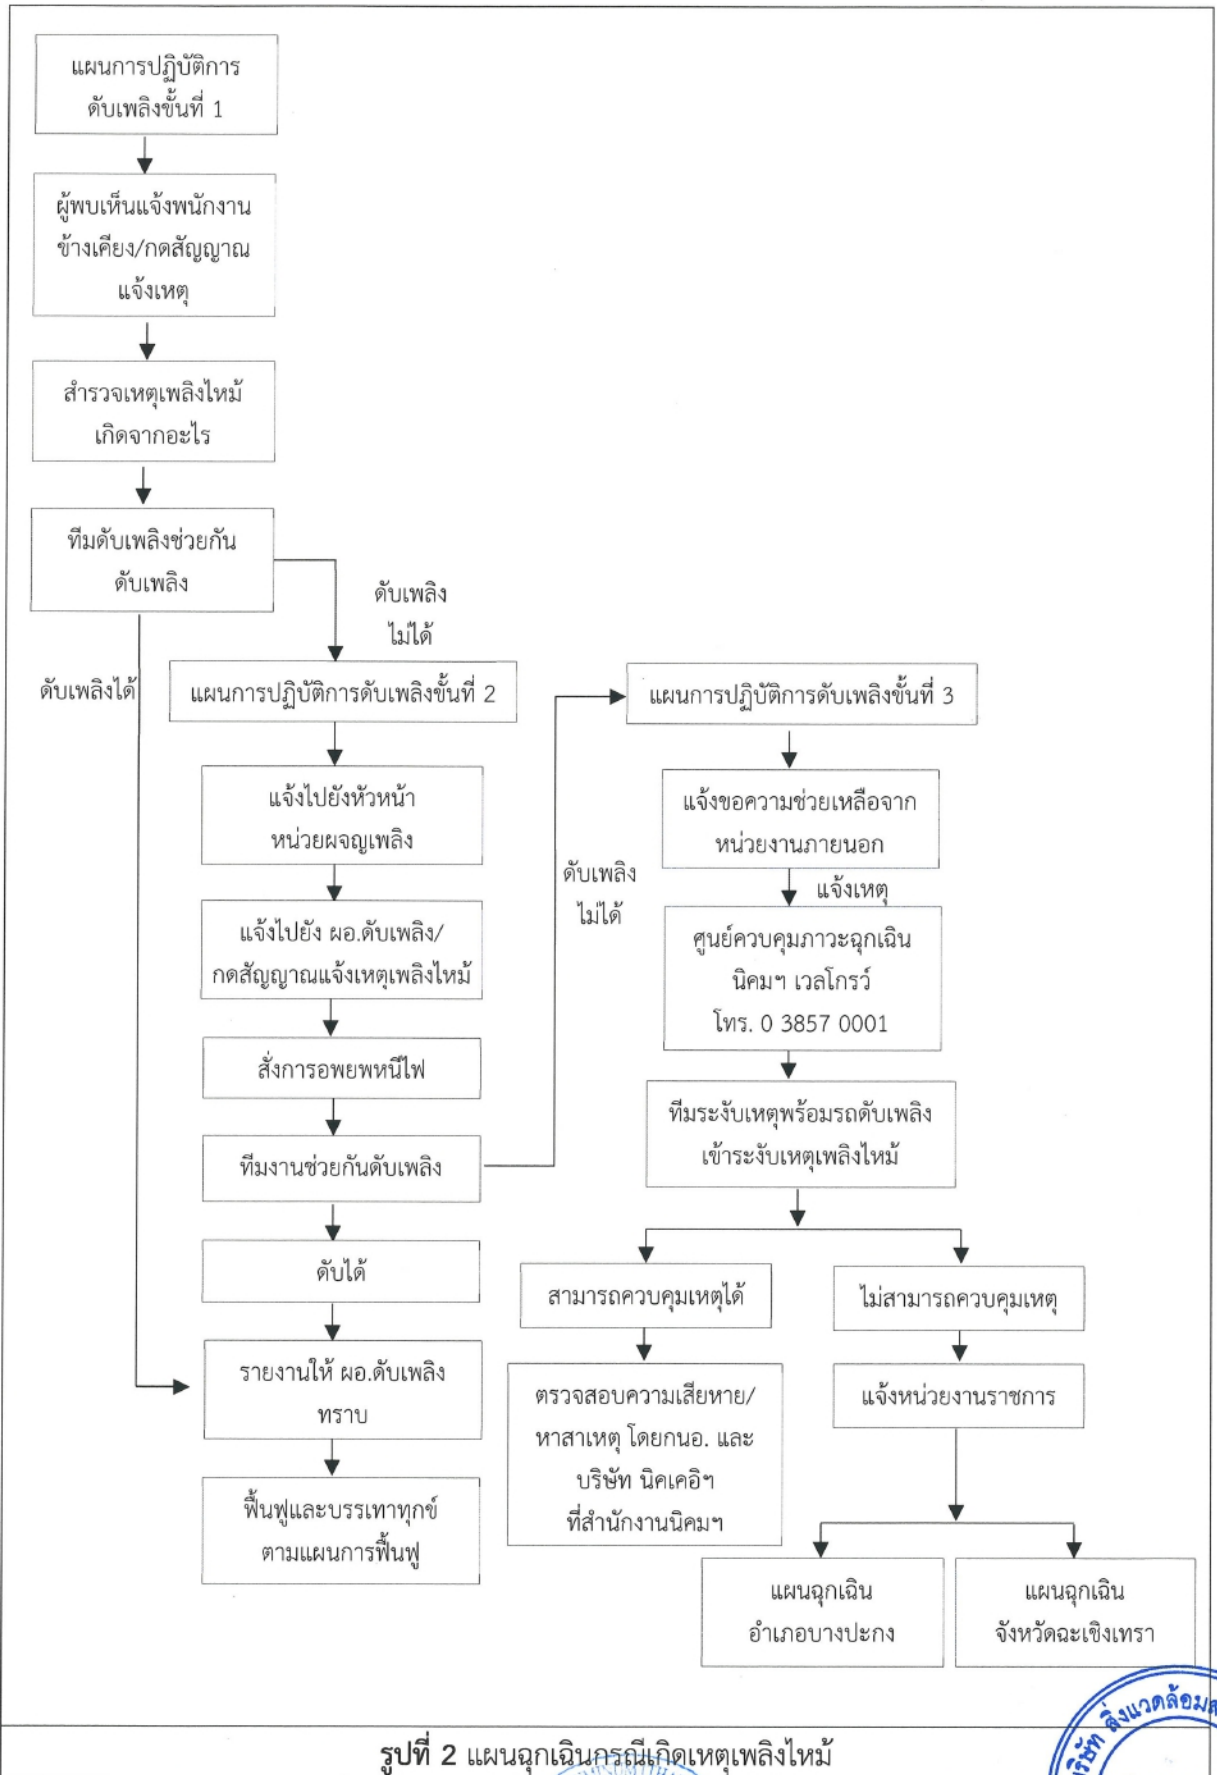 แผนการปฏิบัติการ
ดับเพลิงขั้นที่ 1
ผู้พบเห็นแจ้งพนักงาน
ข้างเคียง/กดสัญญาณ
แจ้งเหตุ
สำรวจเหตุเพลิงไหม้
เกิดจากอะไร
ทีมดับเพลิงช่วยกัน
ดับเพลิง
ดับเพลิง
ไม่ได้
ดับเพลิงได้
แผนการปฏิบัติการดับเพลิงขั้นที่ 2
แจ้งไปยังหัวหน้า
หน่วยผจญเพลิง
แจ้งไปยัง ผอ.ดับเพลิง/
กดสัญญาณแจ้งเหตุเพลิงไหม้
สั่งการอพยพหนีไฟ
ทีมงานช่วยกันดับเพลิง
ดับได้
รายงานให้ ผอ.ดับเพลิง
ทราบ
ฟื้นฟูและบรรเทาทุกข์
ตามแผนการฟื้นฟู
ดับเพลิง
ไม่ได้
แผนการปฏิบัติการดับเพลิงขั้นที่ 3
แจ้งขอความช่วยเหลือจาก
หน่วยงานภายนอก
แจ้งเหตุ
ศูนย์ควบคุมภาวะฉุกเฉิน
นิคมฯ เวลโกรว์
โทร. 0 3857 0001
ทีมระงับเหตุพร้อมรถดับเพลิง
เข้าระงับเหตุเพลิงไหม้
สามารถควบคุมเหตุได้
ตรวจสอบความเสียหาย/
หาสาเหตุ โดยกนอ. และ
บริษัท นิคเคอิฯ
ที่สำนักงานนิคมฯ
ไม่สามารถควบคุมเหตุ
แจ้งหน่วยงานราชการ
แผนฉุกเฉิน
อำเภอบางปะกง
แผนฉุกเฉิน
จังหวัดฉะเชิงเทรา
รูปที่ 2 แผนฉุกเฉินกรณีเกิดเหตุเพลิงไหม้
บริษัท สิ่งแวดล้อม